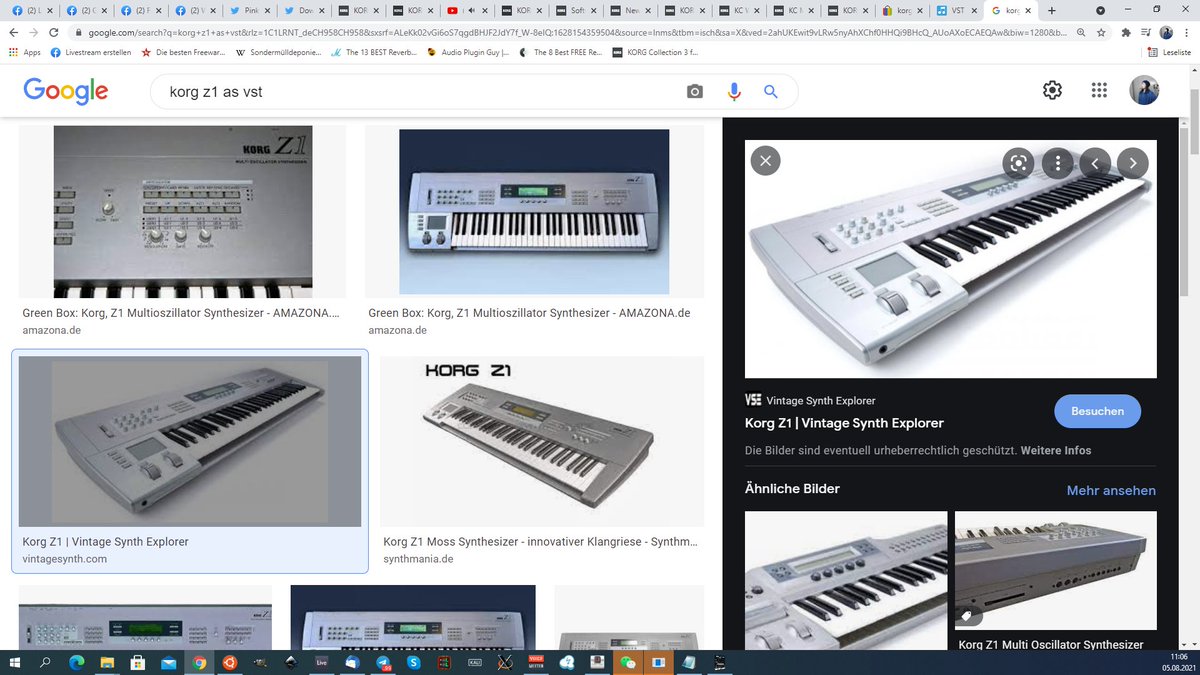 (2) L
(2) C
(2) F
(2) V
Pink
Dow
KOR
KOR
KOR
Soft
New
KOR
KC V
KC M
KOR
korg
VST
korg
google.com/search?q=korg+z1+as+vst&rlz=1C1LRNT_deCH958CH958&sxsrf=ALeKk02vGi6oS7qgdBHJF2JdY7f_W-8eIQ:1628154359504&source=lnms&tbm=isch&sa=X&ved=2ahUKEwit9vLRw5nyAhXChf0HHQi9BHcQ_AUoAXoECAEQAw&biw=1280&b...
Apps
Livestream erstellen
Die besten Freewar...
Sondermülldeponie...
The 13 BEST Reverb...
Audio Plugin Guy |...
The 8 Best FREE Re...
KORG Collection 3 f...
Leseliste
Google
korg z1 as vst
KORG Z1
MULTI OSCILLATOR SYNTHESIZER
Green Box: Korg, Z1 Multioszillator Synthesizer - AMAZONA....
amazona.de
Green Box: Korg, Z1 Multioszillator Synthesizer - AMAZONA.de
amazona.de
KORG Z1
Korg Z1 | Vintage Synth Explorer
vintagesynth.com
Korg Z1 Moss Synthesizer - innovativer Klangriese - Synthm...
synthmania.de
VSE Vintage Synth Explorer
Korg Z1 | Vintage Synth Explorer
Besuchen
Die Bilder sind eventuell urheberrechtlich geschützt. Weitere Infos
Ähnliche Bilder
Mehr ansehen
Korg Z1 Multi Oscillator Synthesizer
Live
11:06
05.08.2021